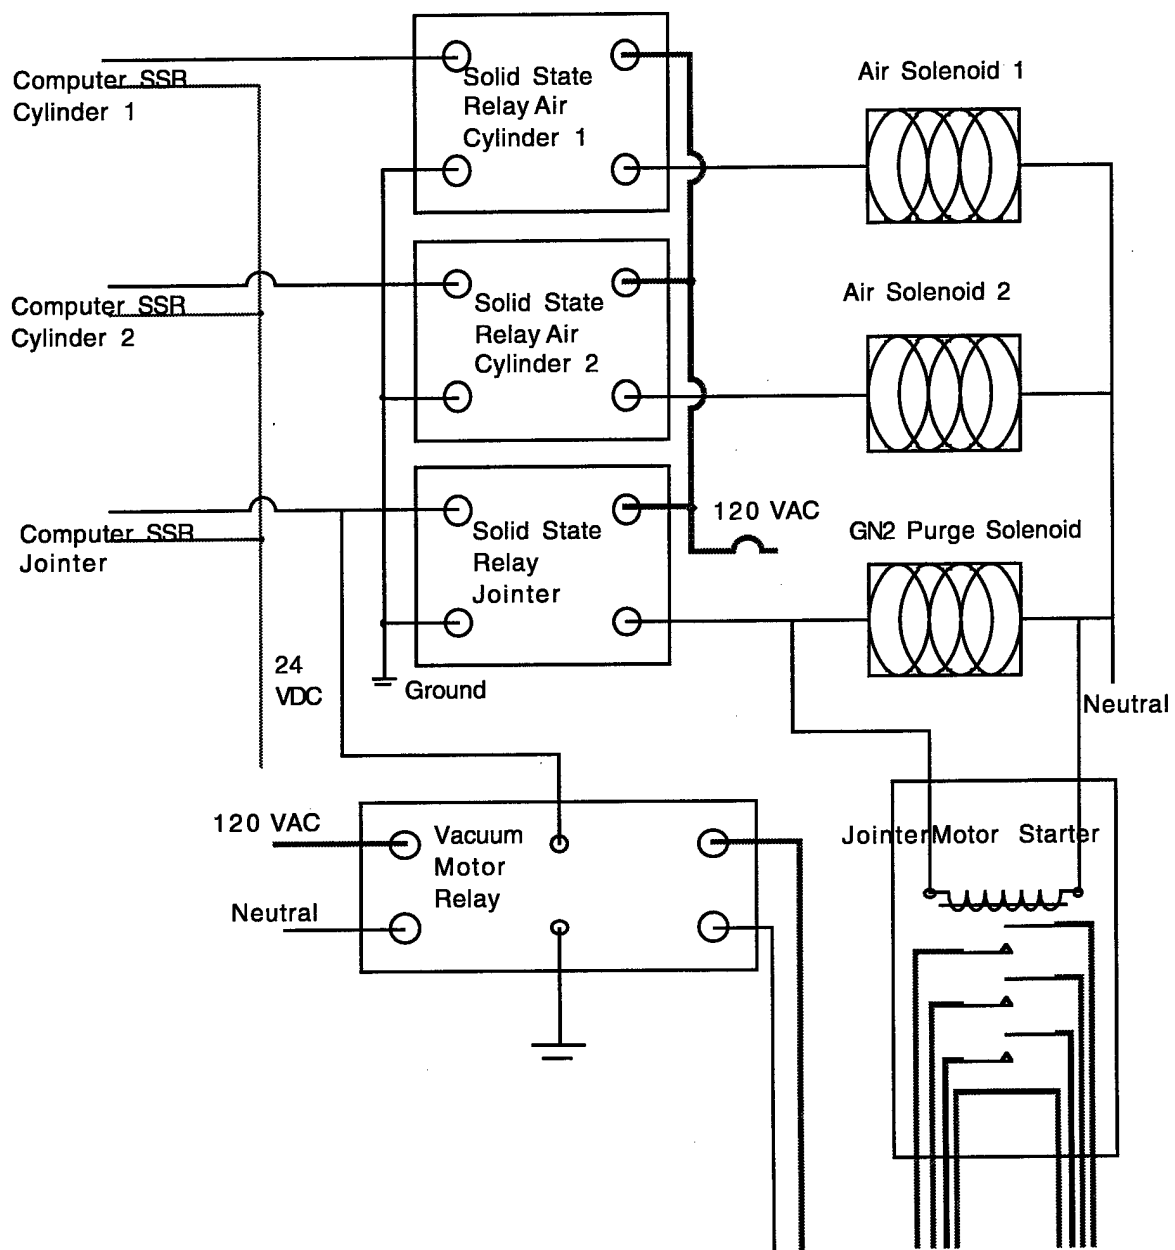 Computer SSR
Cylinder 1
Solid State
Relay Air
Cylinder 1
Air Solenoid 1
Computer SSR
Cylinder 2
Solid State
Relay Air
Cylinder 2
Air Solenoid 2
Computer SSR
Jointer
Solid State
Relay
Jointer
120 VAC
GN2 Purge Solenoid
24
VDC
Ground
Neutral
120 VAC
Neutral
Vacuum
Motor
Relay
JointerMotor Starter